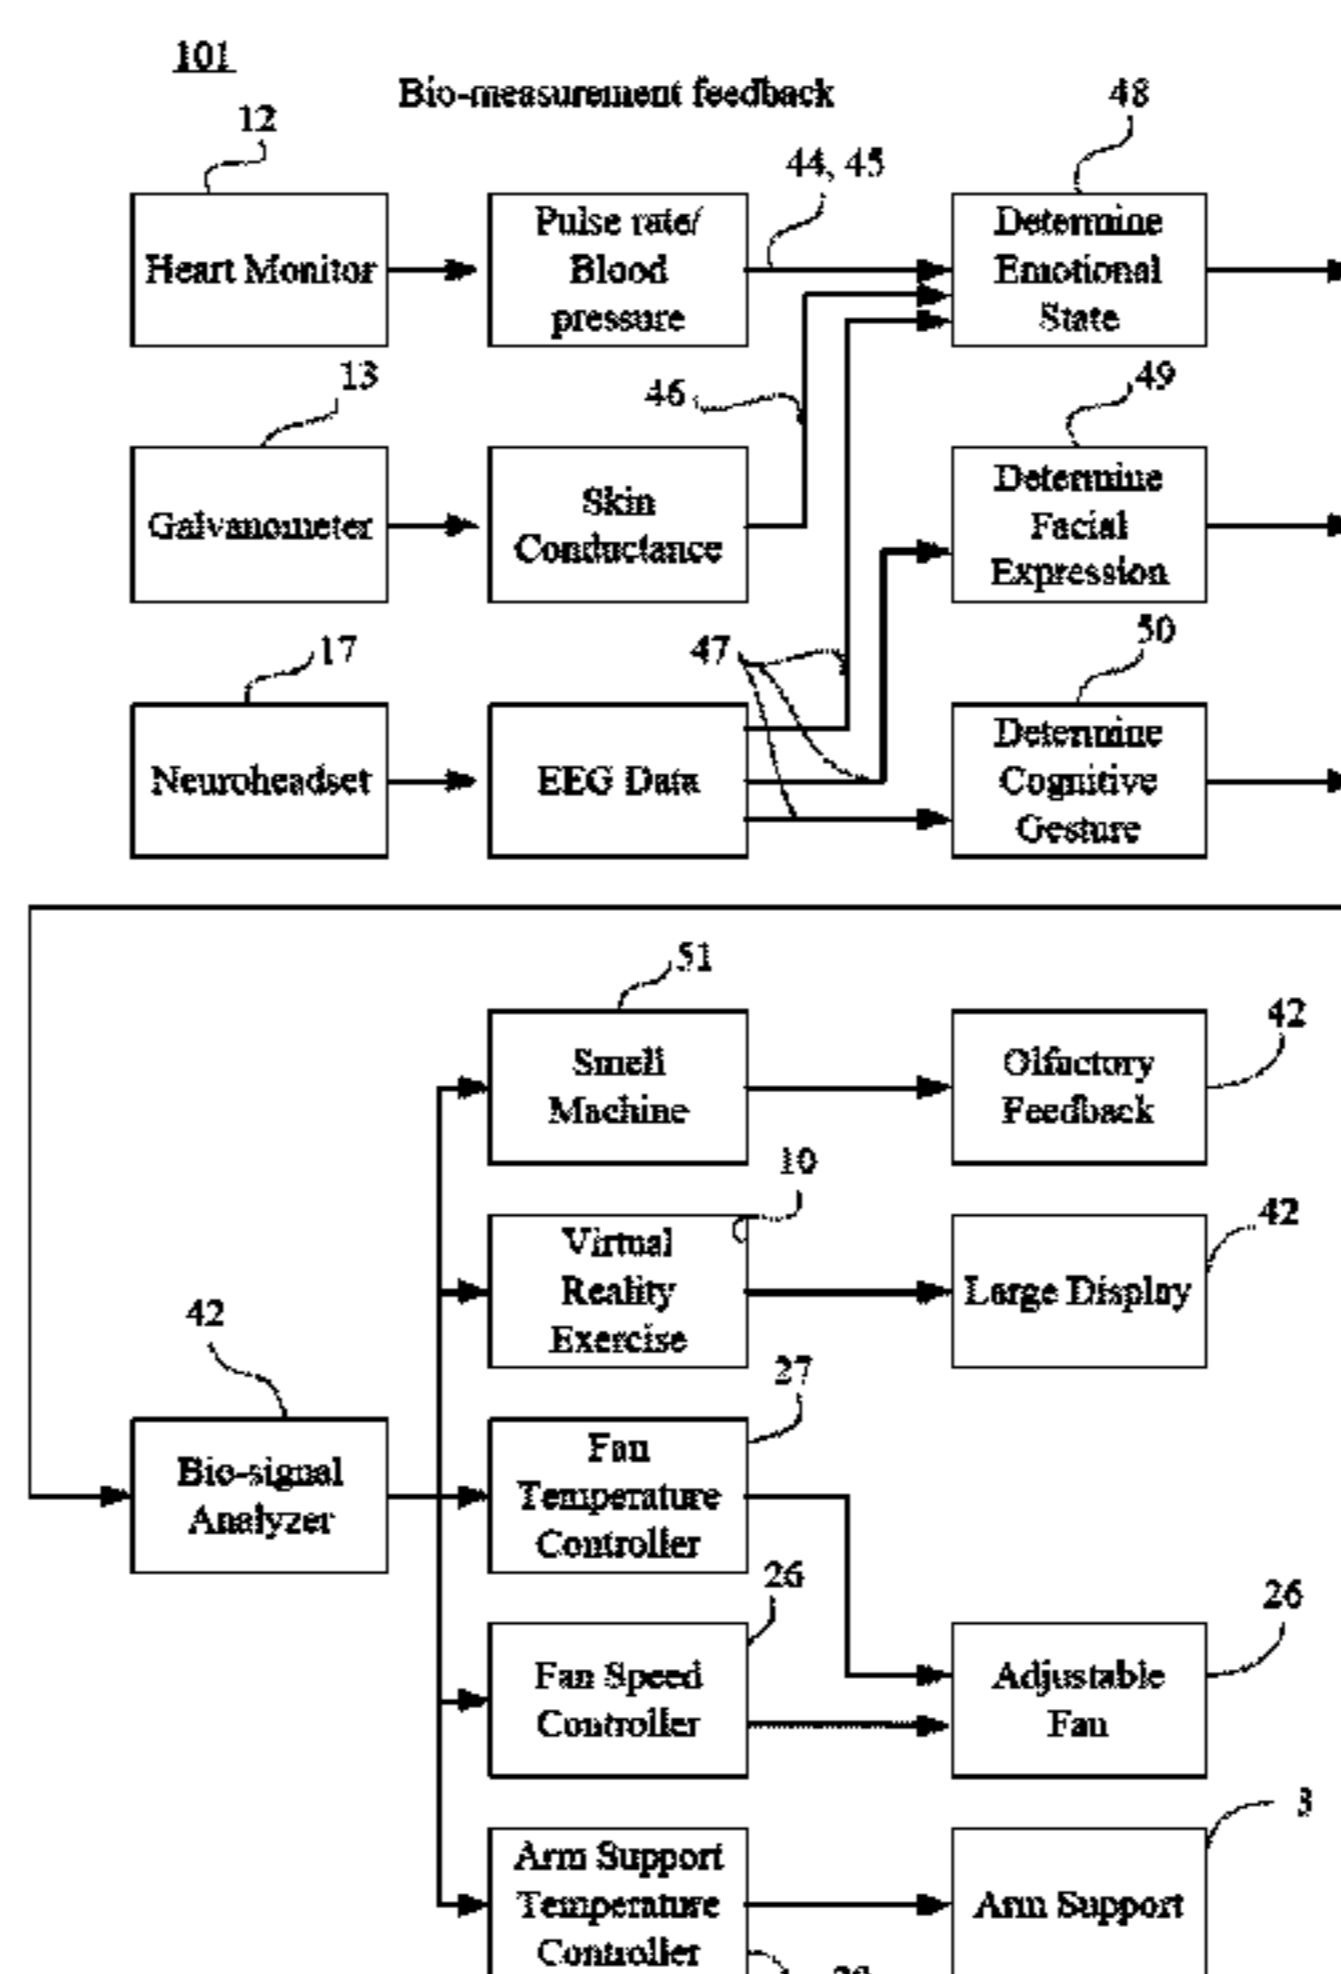 101
Bio-measurement feedback
12
44, 45
48
Heart Monitor
Pulse rate/
Blood
pressure
Determine
Emotional
State
13
46
49
Galvanometer
Skin
Conductance
Determine
Facial
Expression
17
47
50
Neuroheadset
EEG Data
Determine
Cognitive
Gesture
51
42
Smell
Machine
Olfactory
Feedback
10
42
Virtual
Reality
Exercise
Large Display
42
27
Bio-signal
Analyzer
Fan
Temperature
Controller
26
26
Fan Speed
Controller
Adjustable
Fan
3
Arm Support
Temperature
Controller
Arm Support